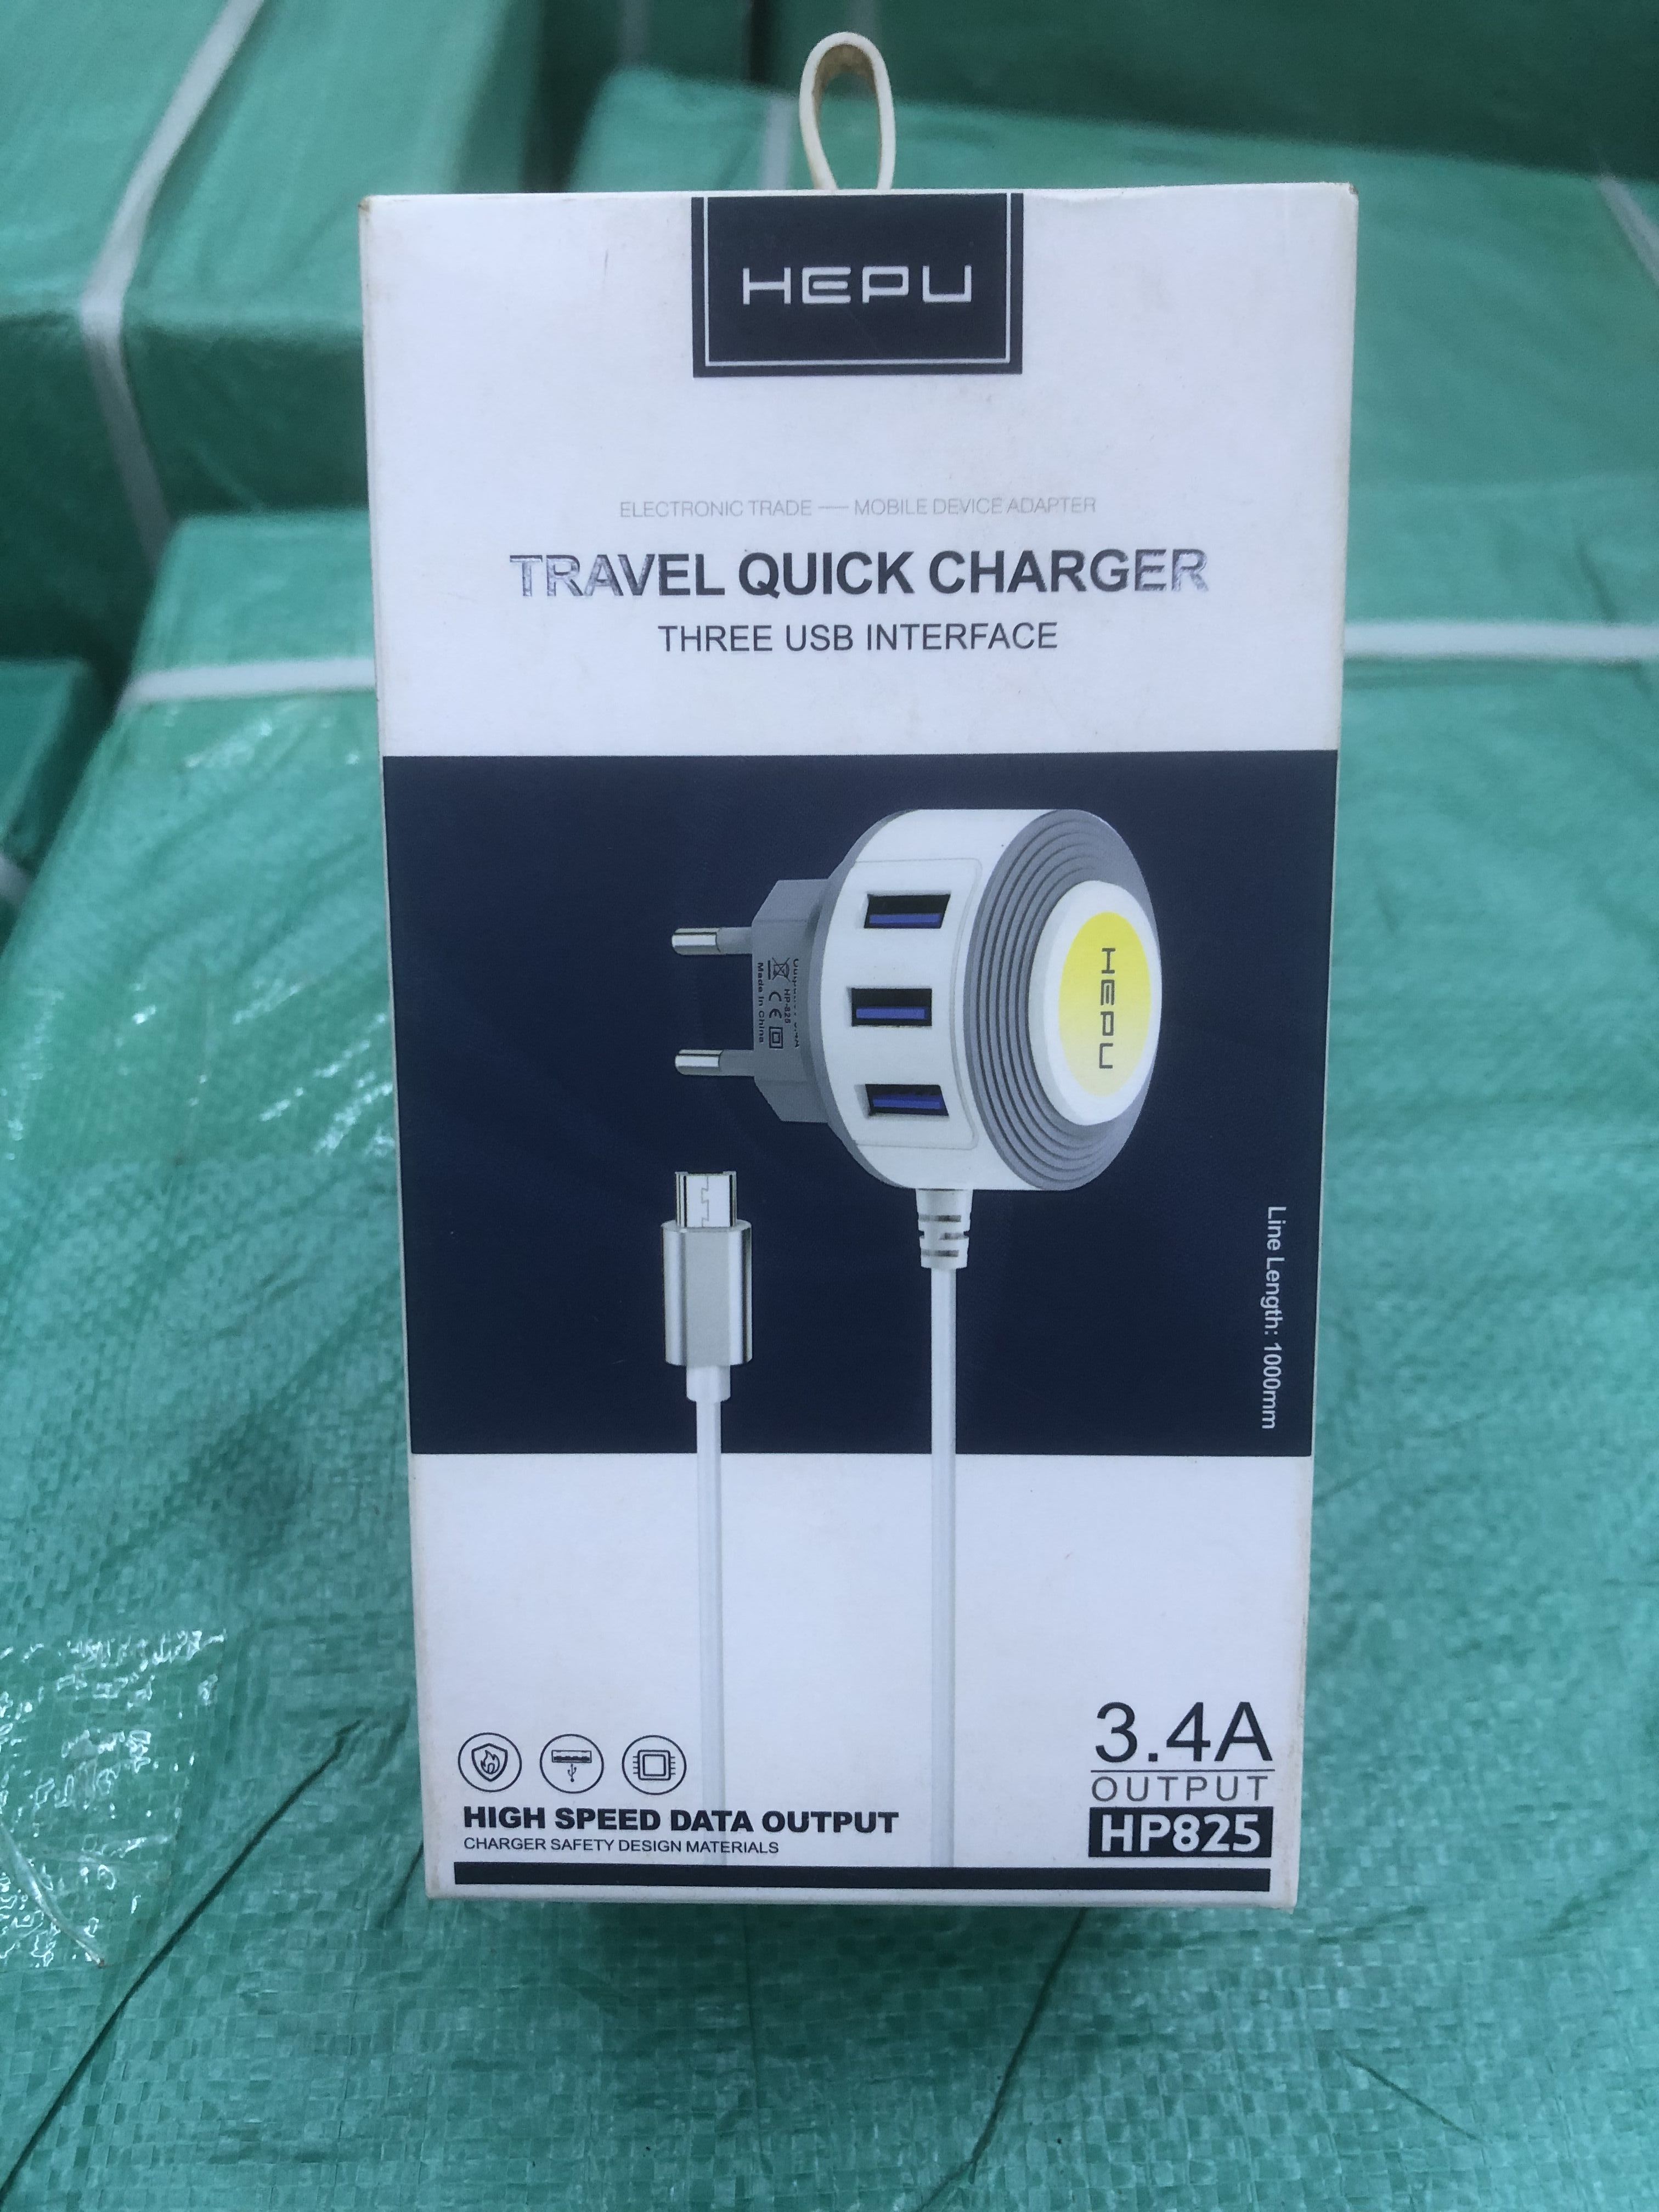 HEPU
ELECTRONIC TRADE — MOBILE DEVICE ADAPTER
TRAVEL QUICK CHARGER
THREE USB INTERFACE
HEPU
Made in China
Line Length: 1000mm
3.4A
OUTPUT
HP825
HIGH SPEED DATA OUTPUT
CHARGER SAFETY DESIGN MATERIALS